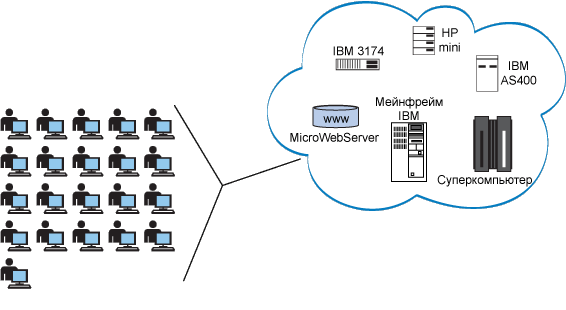 HP
mini
IBM 3174
IBM
AS400
Мейнфрейм
IBM
www
MicroWebServer
Суперкомпьютер